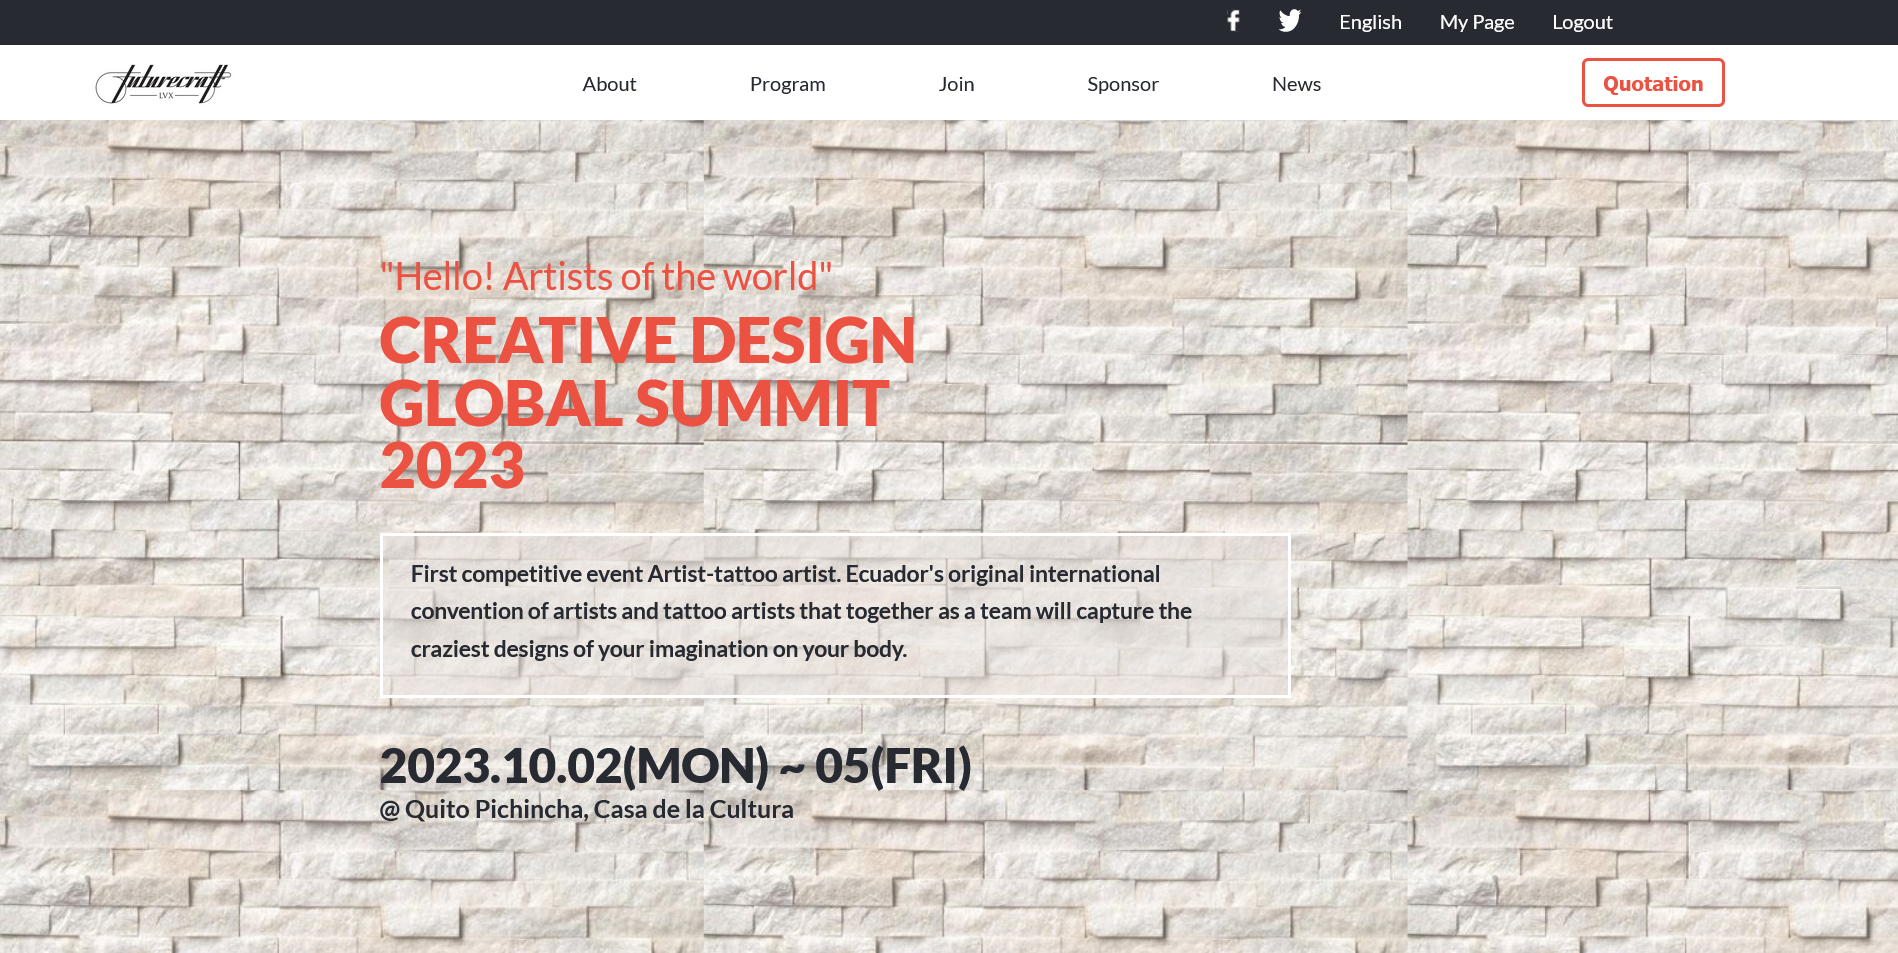 English My Page Logout
futurecraft
LVX
About Program Join Sponsor News Quotation
"Hello! Artists of the world"
CREATIVE DESIGN
GLOBAL SUMMIT
2023
First competitive event Artist-tattoo artist. Ecuador's original international
convention of artists and tattoo artists that together as a team will capture the
craziest designs of your imagination on your body.
2023.10.02(MON) ~ 05(FRI)
@ Quito Pichincha, Casa de la Cultura